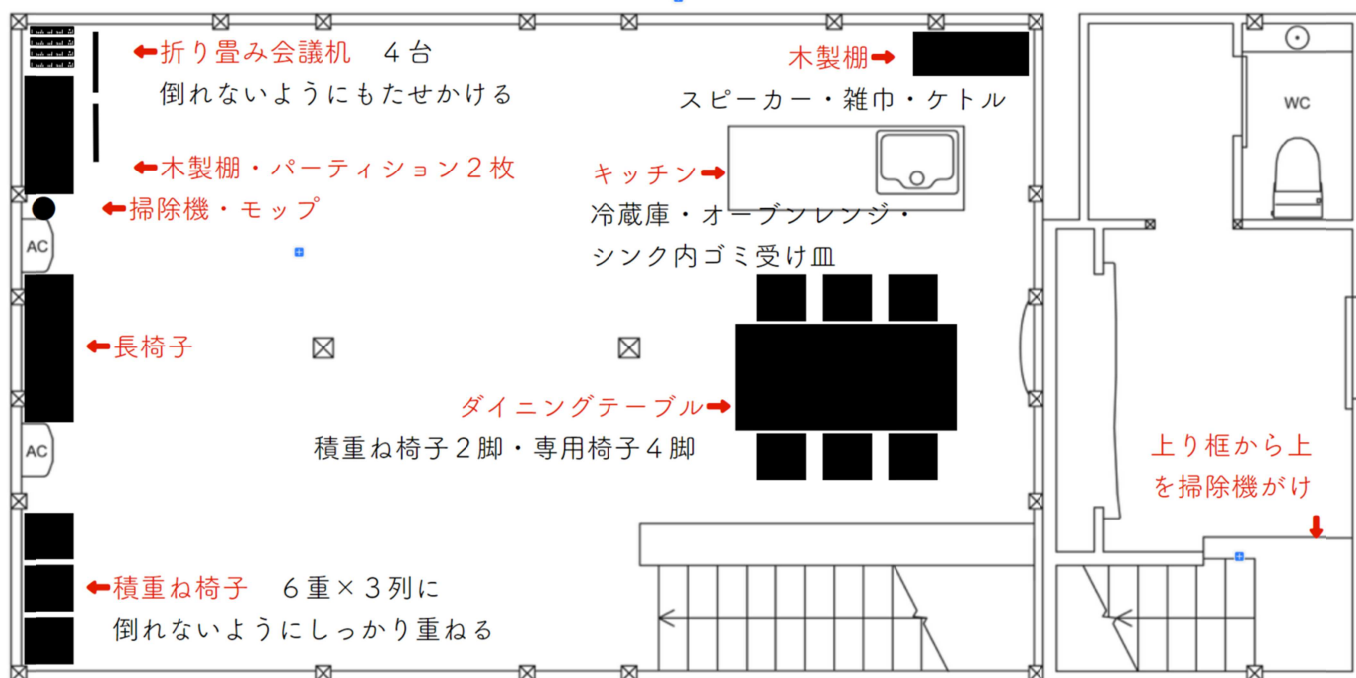 折り畳み会議机　４台
倒れないようにもたせかける
木製棚・パーティション２枚
掃除機・モップ
AC
長椅子
AC
積重ね椅子　６重×３列に
倒れないようにしっかり重ねる
木製棚
スピーカー・雑巾・ケトル
キッチン
冷蔵庫・オーブンレンジ・
シンク内ゴミ受け皿
ダイニングテーブル
積重ね椅子２脚・専用椅子４脚
WC
上り框から上
を掃除機がけ